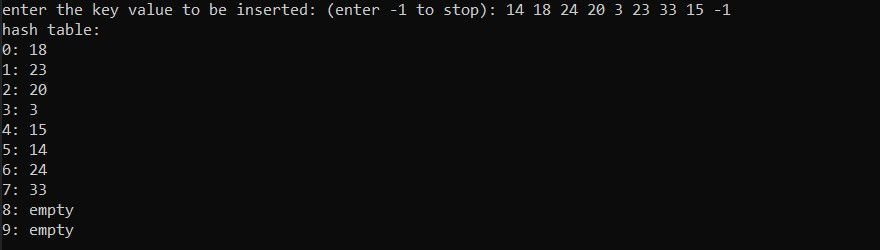 enter the key value to be inserted: (enter -1 to stop): 14 18 24 20 3 23 33 15 -1
hash table:
0: 18
1: 23
2: 20
3: 3
4: 15
5: 14
6: 24
7: 33
8: empty
9: empty